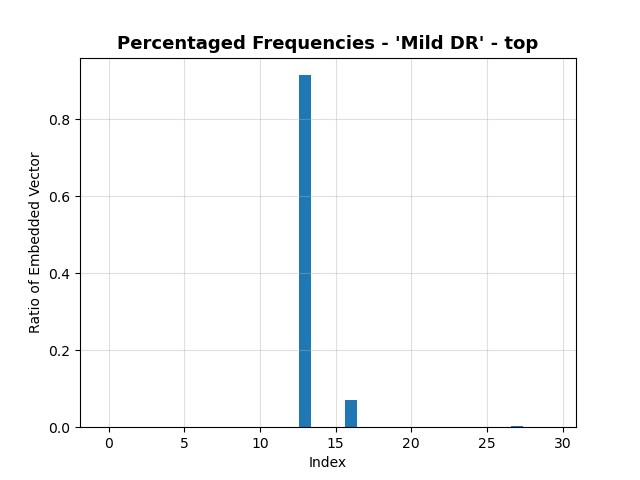 Percentaged Frequencies - 'Mild DR' - top
Ratio of Embedded Vector
0.8
0.6
0.4
0.2
0.0
0 5 10 15 20 25 30
Index